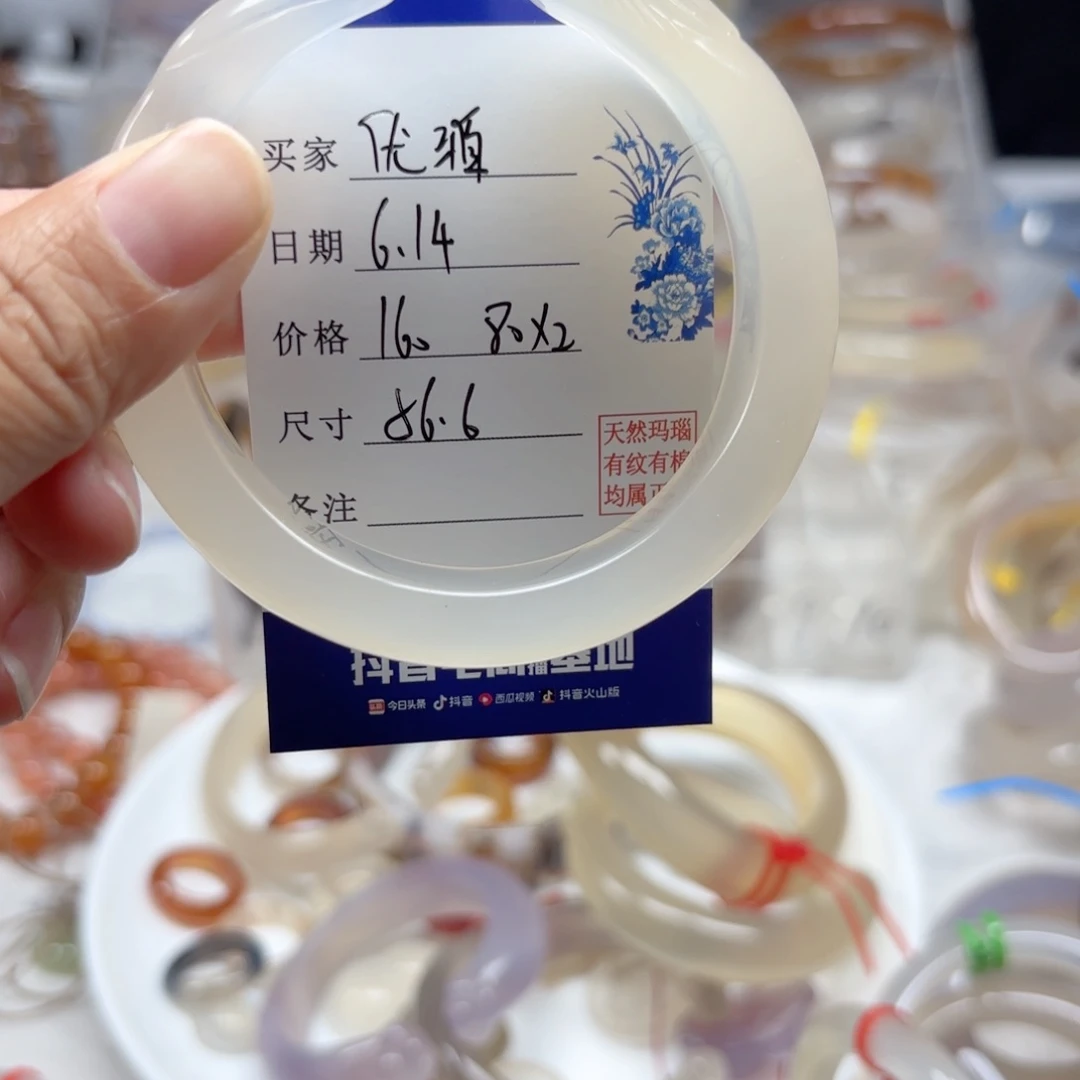 买家 优雅
日期 6.14
价格 160 80X2
尺寸 56.6
备注
天然玛瑙
有纹有棉
均属正
今日头条 抖音 西瓜视频 抖音火山版